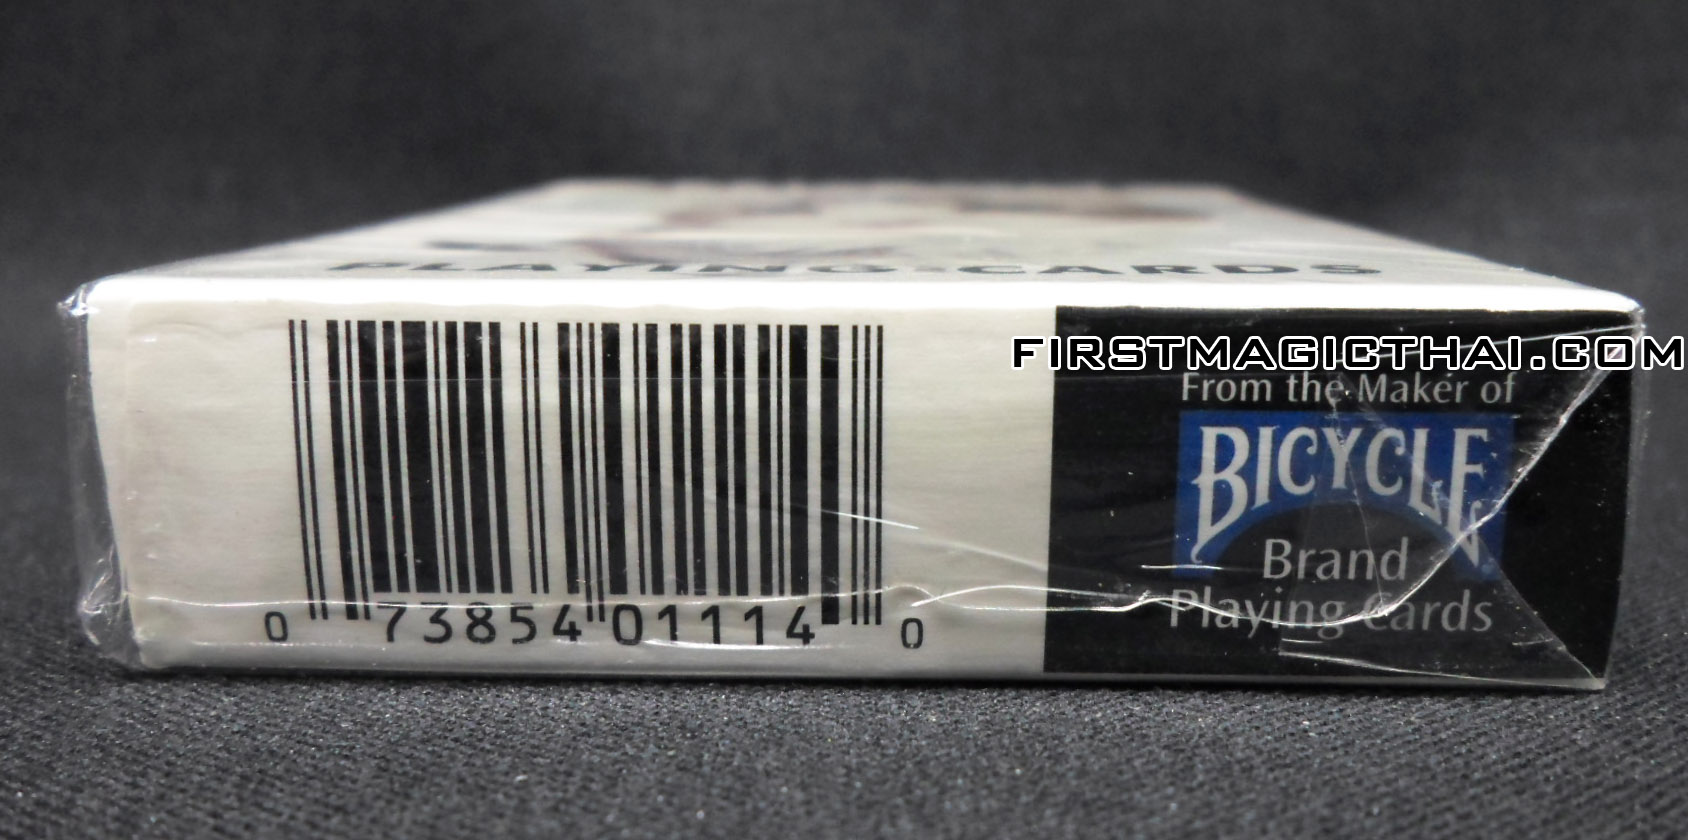 PLAYING CARDS
FIRSTMAGICTHAI.COM
From the Maker of
BICYCLE
Brand
Playing Cards
0 73854 01114 0